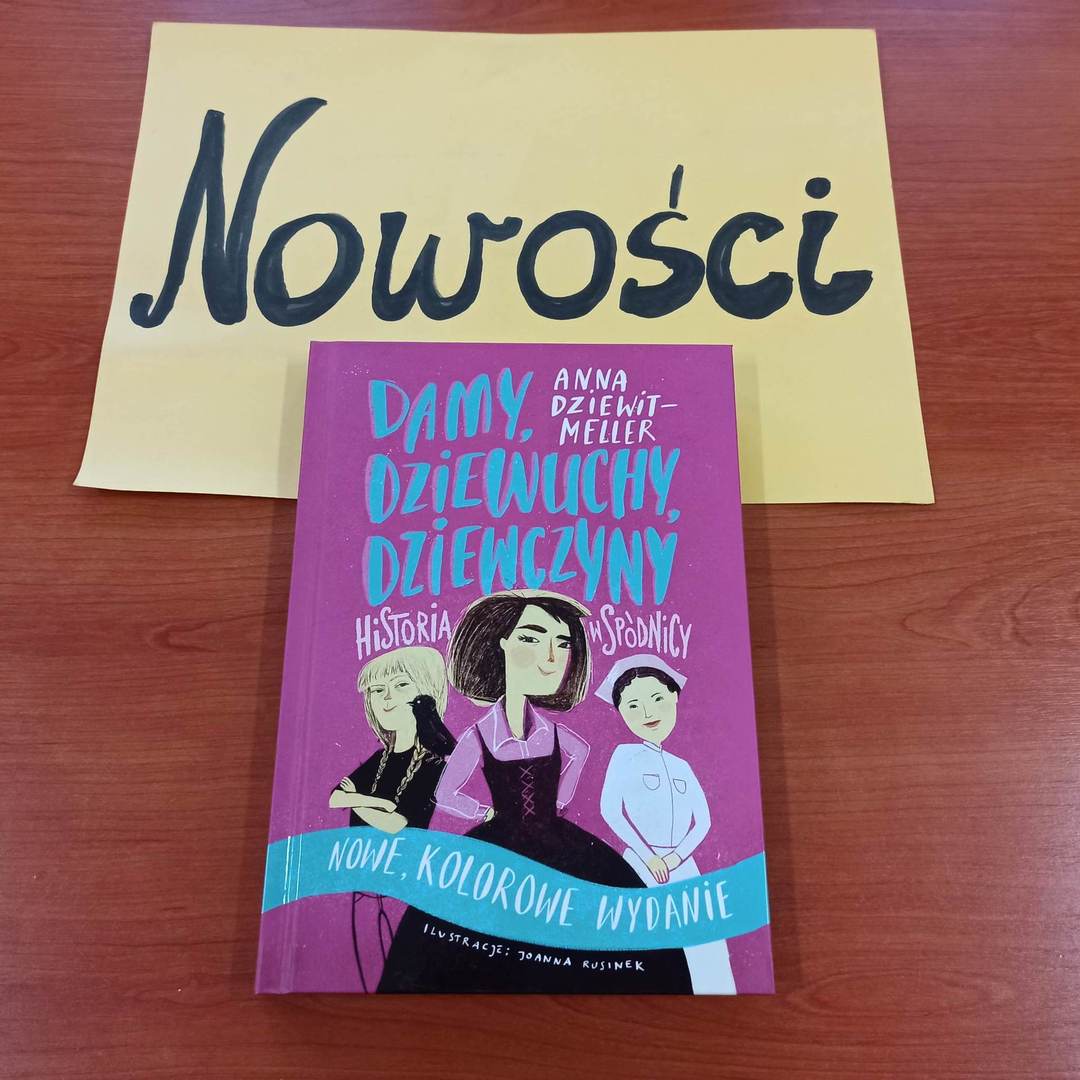 Nowości
DAMY,
DZIEWUCHY,
DZIEWCZYNY
ANNA
DZIEWIT-
MELLER
HISTORIA W SPÓDNICY
NOWE, KOLOROWE WYDANIE
ILUSTRACJE: JOANNA RUSINEK